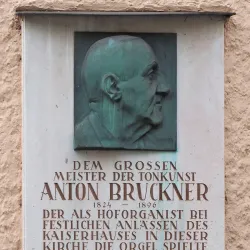 DEM GROSSEN
MEISTER DER TONKUNST
ANTON BRUCKNER
1824 – 1896
DER ALS HOFORGANIST BEI
FESTLICHEN ANLÄSSEN DES
KAISERHAUSES IN DIESER
KIRCHE DIE ORGEL SPIELTE